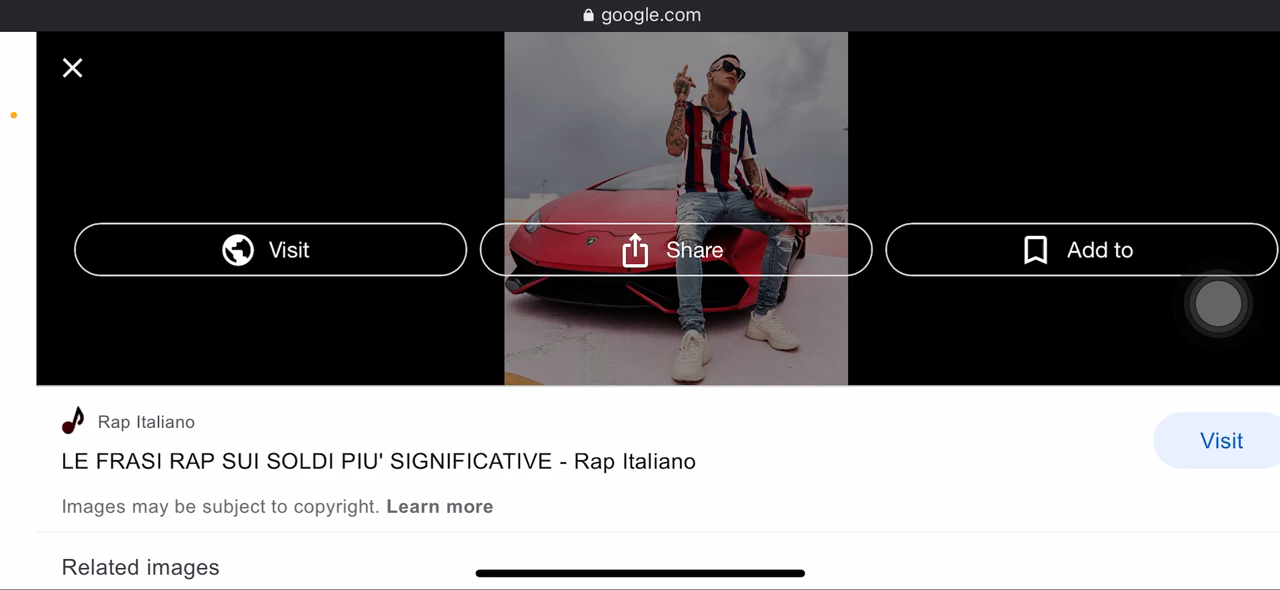 google.com
GUCCI
Visit
Share
Add to
Rap Italiano
LE FRASI RAP SUI SOLDI PIU' SIGNIFICATIVE - Rap Italiano
Visit
Images may be subject to copyright. Learn more
Related images